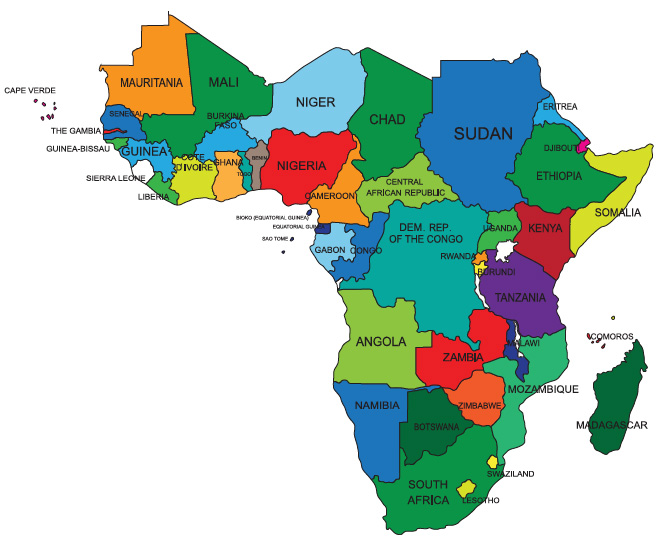 CAPE VERDE
MAURITANIA
MALI
NIGER
CHAD
SUDAN
ERITREA
SENEGAL
BURKINA
FASO
THE GAMBIA
GUINEA-BISSAU
GUINEA
COTE
D'IVOIRE
GHANA
TOGO
BENIN
NIGERIA
DJIBOUTI
ETHIOPIA
SIERRA LEONE
LIBERIA
CAMEROON
CENTRAL
AFRICAN REPUBLIC
SOMALIA
BIOKO (EQUATORIAL GUINEA)
EQUATORIAL GUINEA
SAO TOME
GABON
CONGO
DEM. REP.
OF THE CONGO
UGANDA
KENYA
RWANDA
BURUNDI
TANZANIA
COMOROS
ANGOLA
ZAMBIA
MALAWI
MOZAMBIQUE
NAMIBIA
ZIMBABWE
BOTSWANA
MADAGASCAR
SWAZILAND
SOUTH
AFRICA
LESOTHO